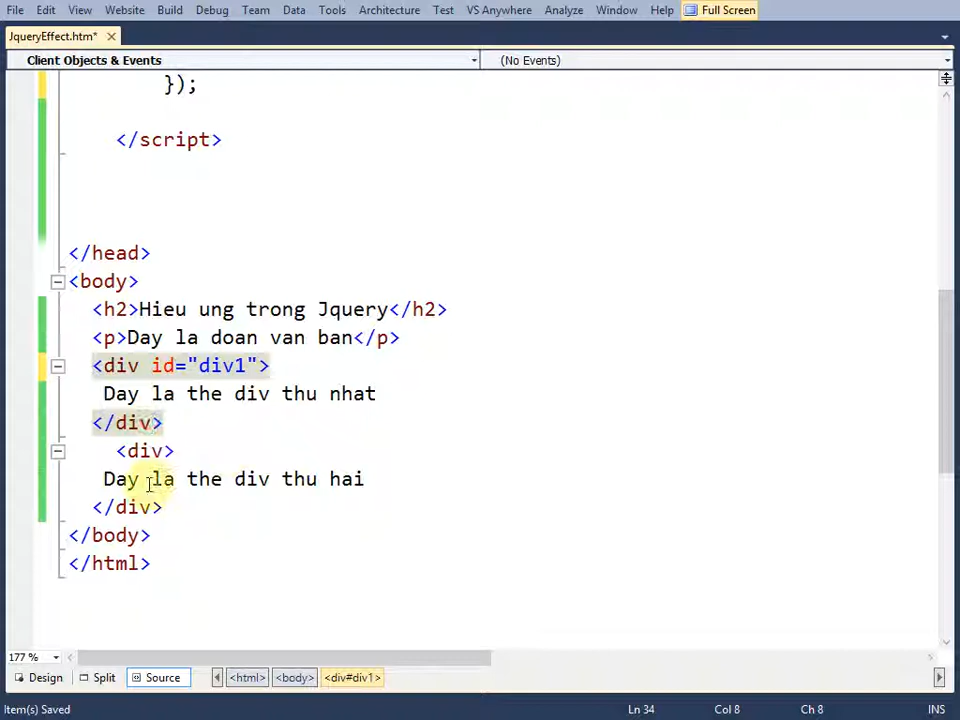 File Edit View Website Build Debug Team Data Tools Architecture Test VS Anywhere Analyze Window Help Full Screen
JqueryEffect.htm*
Client Objects & Events (No Events)
});
</script>
</head>
<body>
<h2>Hieu ung trong Jquery</h2>
<p>Day la doan van ban</p>
<div id="div1">
Day la the div thu nhat
</div>
<div>
Day la the div thu hai
</div>
</body>
</html>
177 %
Design Split Source <html> <body> <div#div1>
Item(s) Saved Ln 34 Col 8 Ch 8 INS